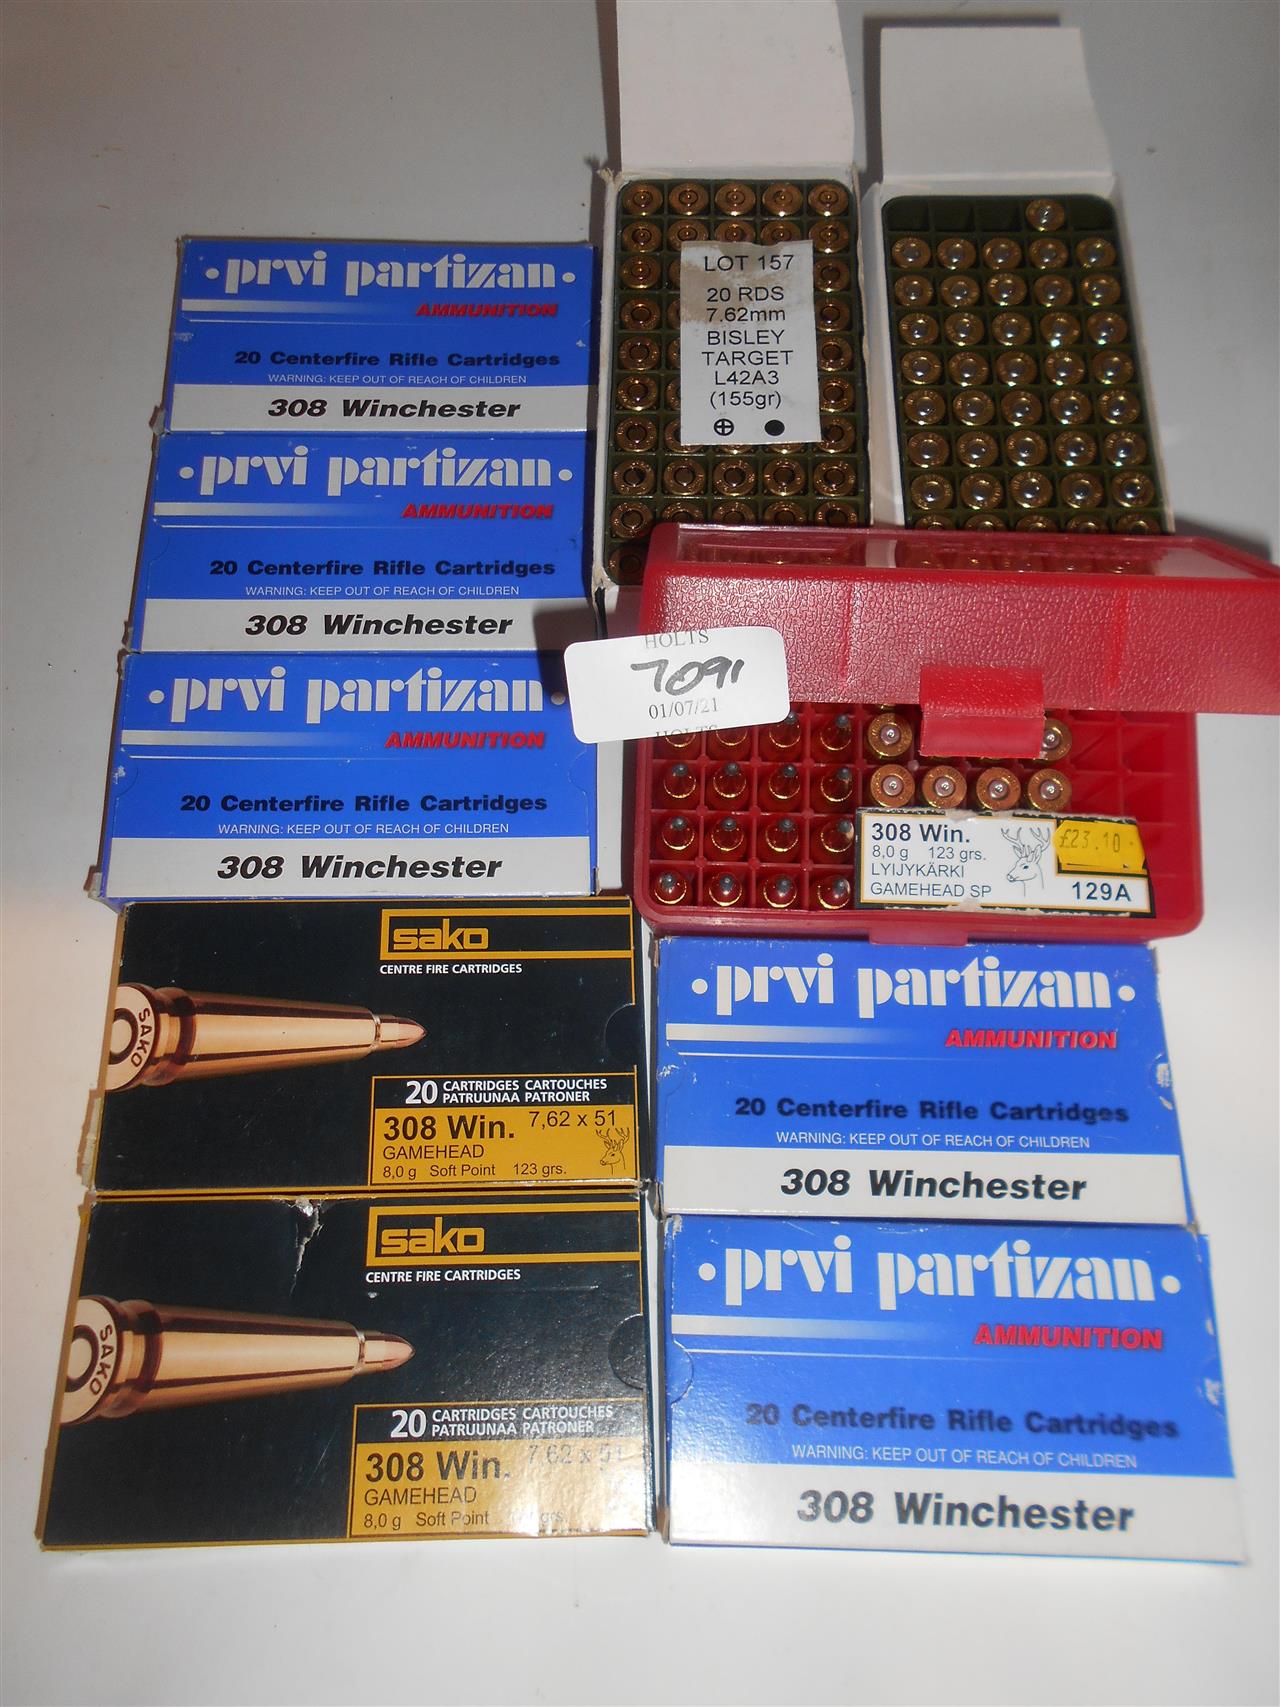 • prvi partizan •
AMMUNITION
20 Centerfire Rifle Cartridges
WARNING: KEEP OUT OF REACH OF CHILDREN
308 Winchester
• prvi partizan •
AMMUNITION
20 Centerfire Rifle Cartridges
WARNING: KEEP OUT OF REACH OF CHILDREN
308 Winchester
• prvi partizan •
AMMUNITION
20 Centerfire Rifle Cartridges
WARNING: KEEP OUT OF REACH OF CHILDREN
308 Winchester
LOT 157
20 RDS
7.62mm
BISLEY
TARGET
L42A3
(155gr)
HOLTS
7091
01/07/21
HOLTS
308 Win.
8,0 g 123 grs.
LYIJYKÄRKI
GAMEHEAD SP
£23.10
129A
sako
CENTRE FIRE CARTRIDGES
SAKO
20 CARTRIDGES CARTOUCHES
PATRUUNAA PATRONER
308 Win. 7,62 x 51
GAMEHEAD
8,0 g Soft Point 123 grs.
sako
CENTRE FIRE CARTRIDGES
SAKO
20 CARTRIDGES CARTOUCHES
PATRUUNAA PATRONER
308 Win. 7,62 x 51
GAMEHEAD
8,0 g Soft Point grs.
• prvi partizan •
AMMUNITION
20 Centerfire Rifle Cartridges
WARNING: KEEP OUT OF REACH OF CHILDREN
308 Winchester
• prvi partizan •
AMMUNITION
20 Centerfire Rifle Cartridges
WARNING: KEEP OUT OF REACH OF CHILDREN
308 Winchester